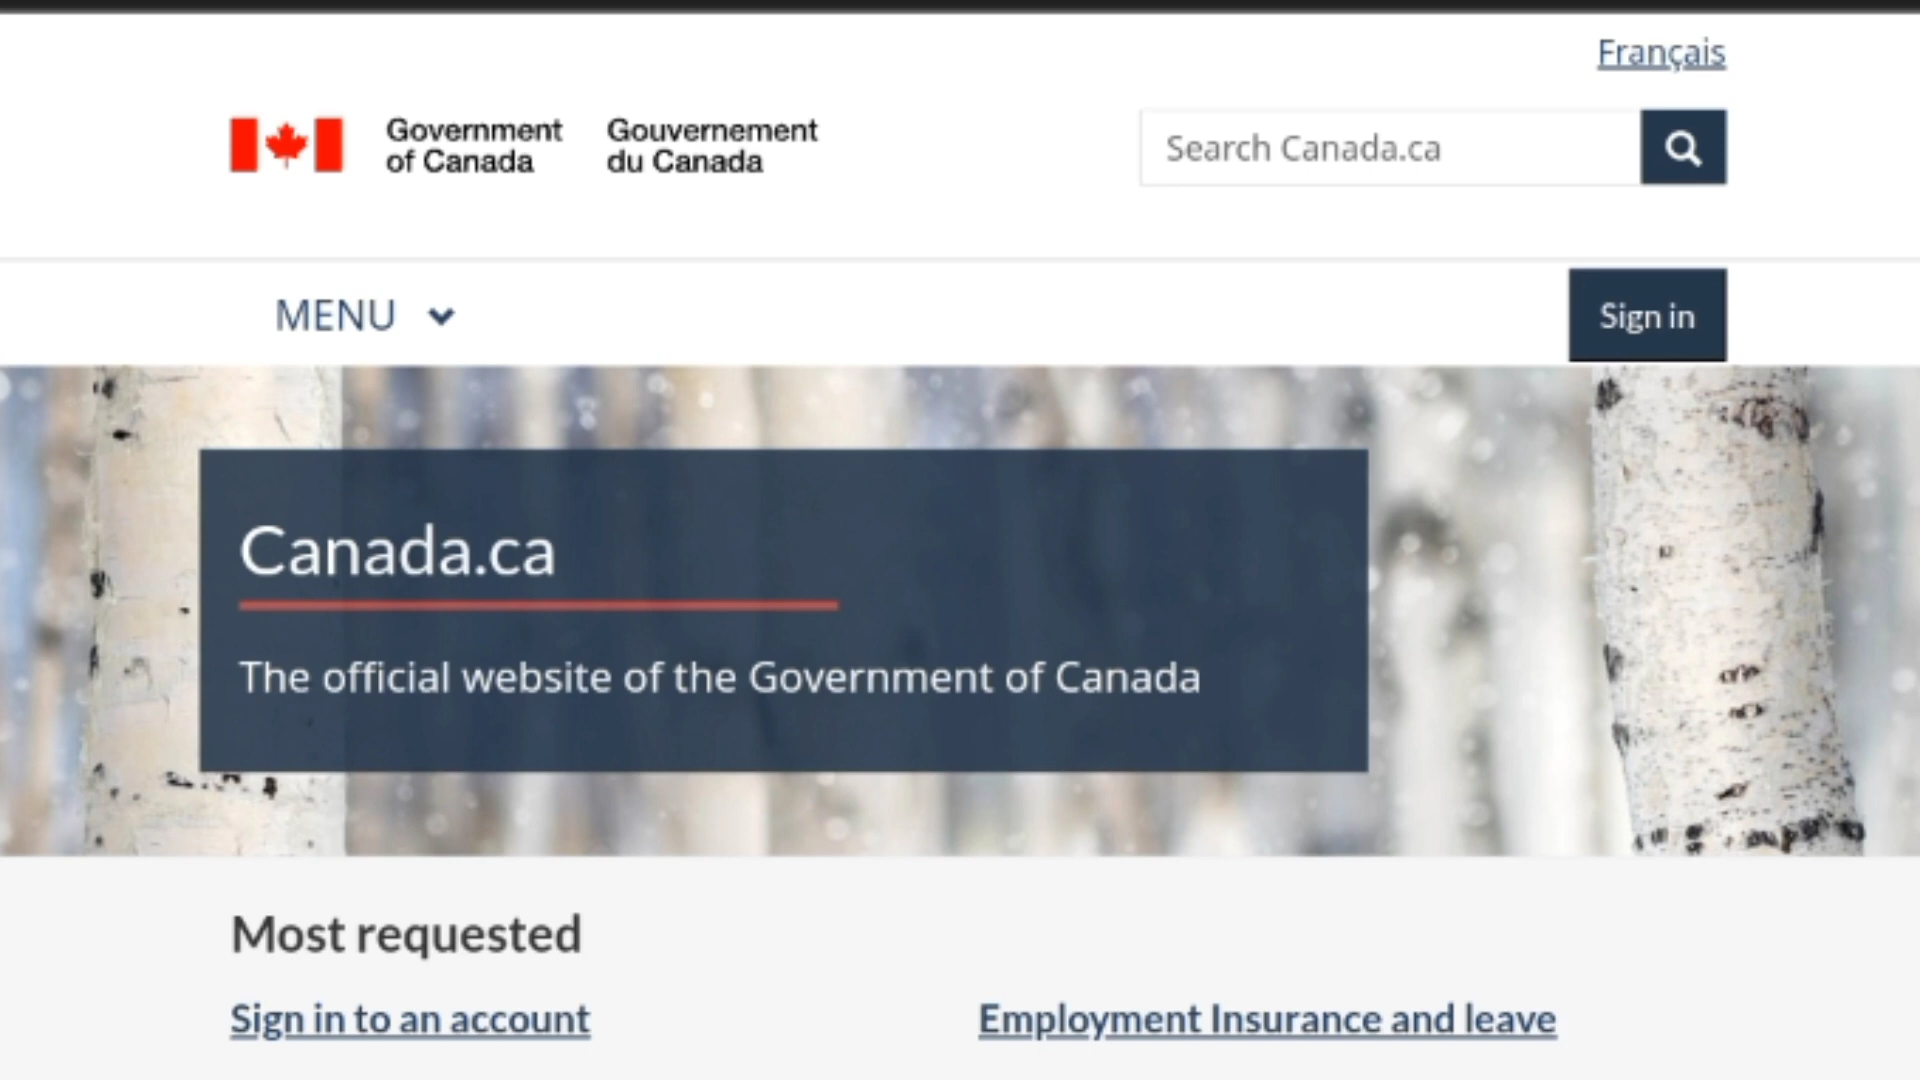 Français
Government
of Canada
Gouvernement
du Canada
Search Canada.ca
MENU
Sign in
Canada.ca
The official website of the Government of Canada
Most requested
Sign in to an account
Employment Insurance and leave